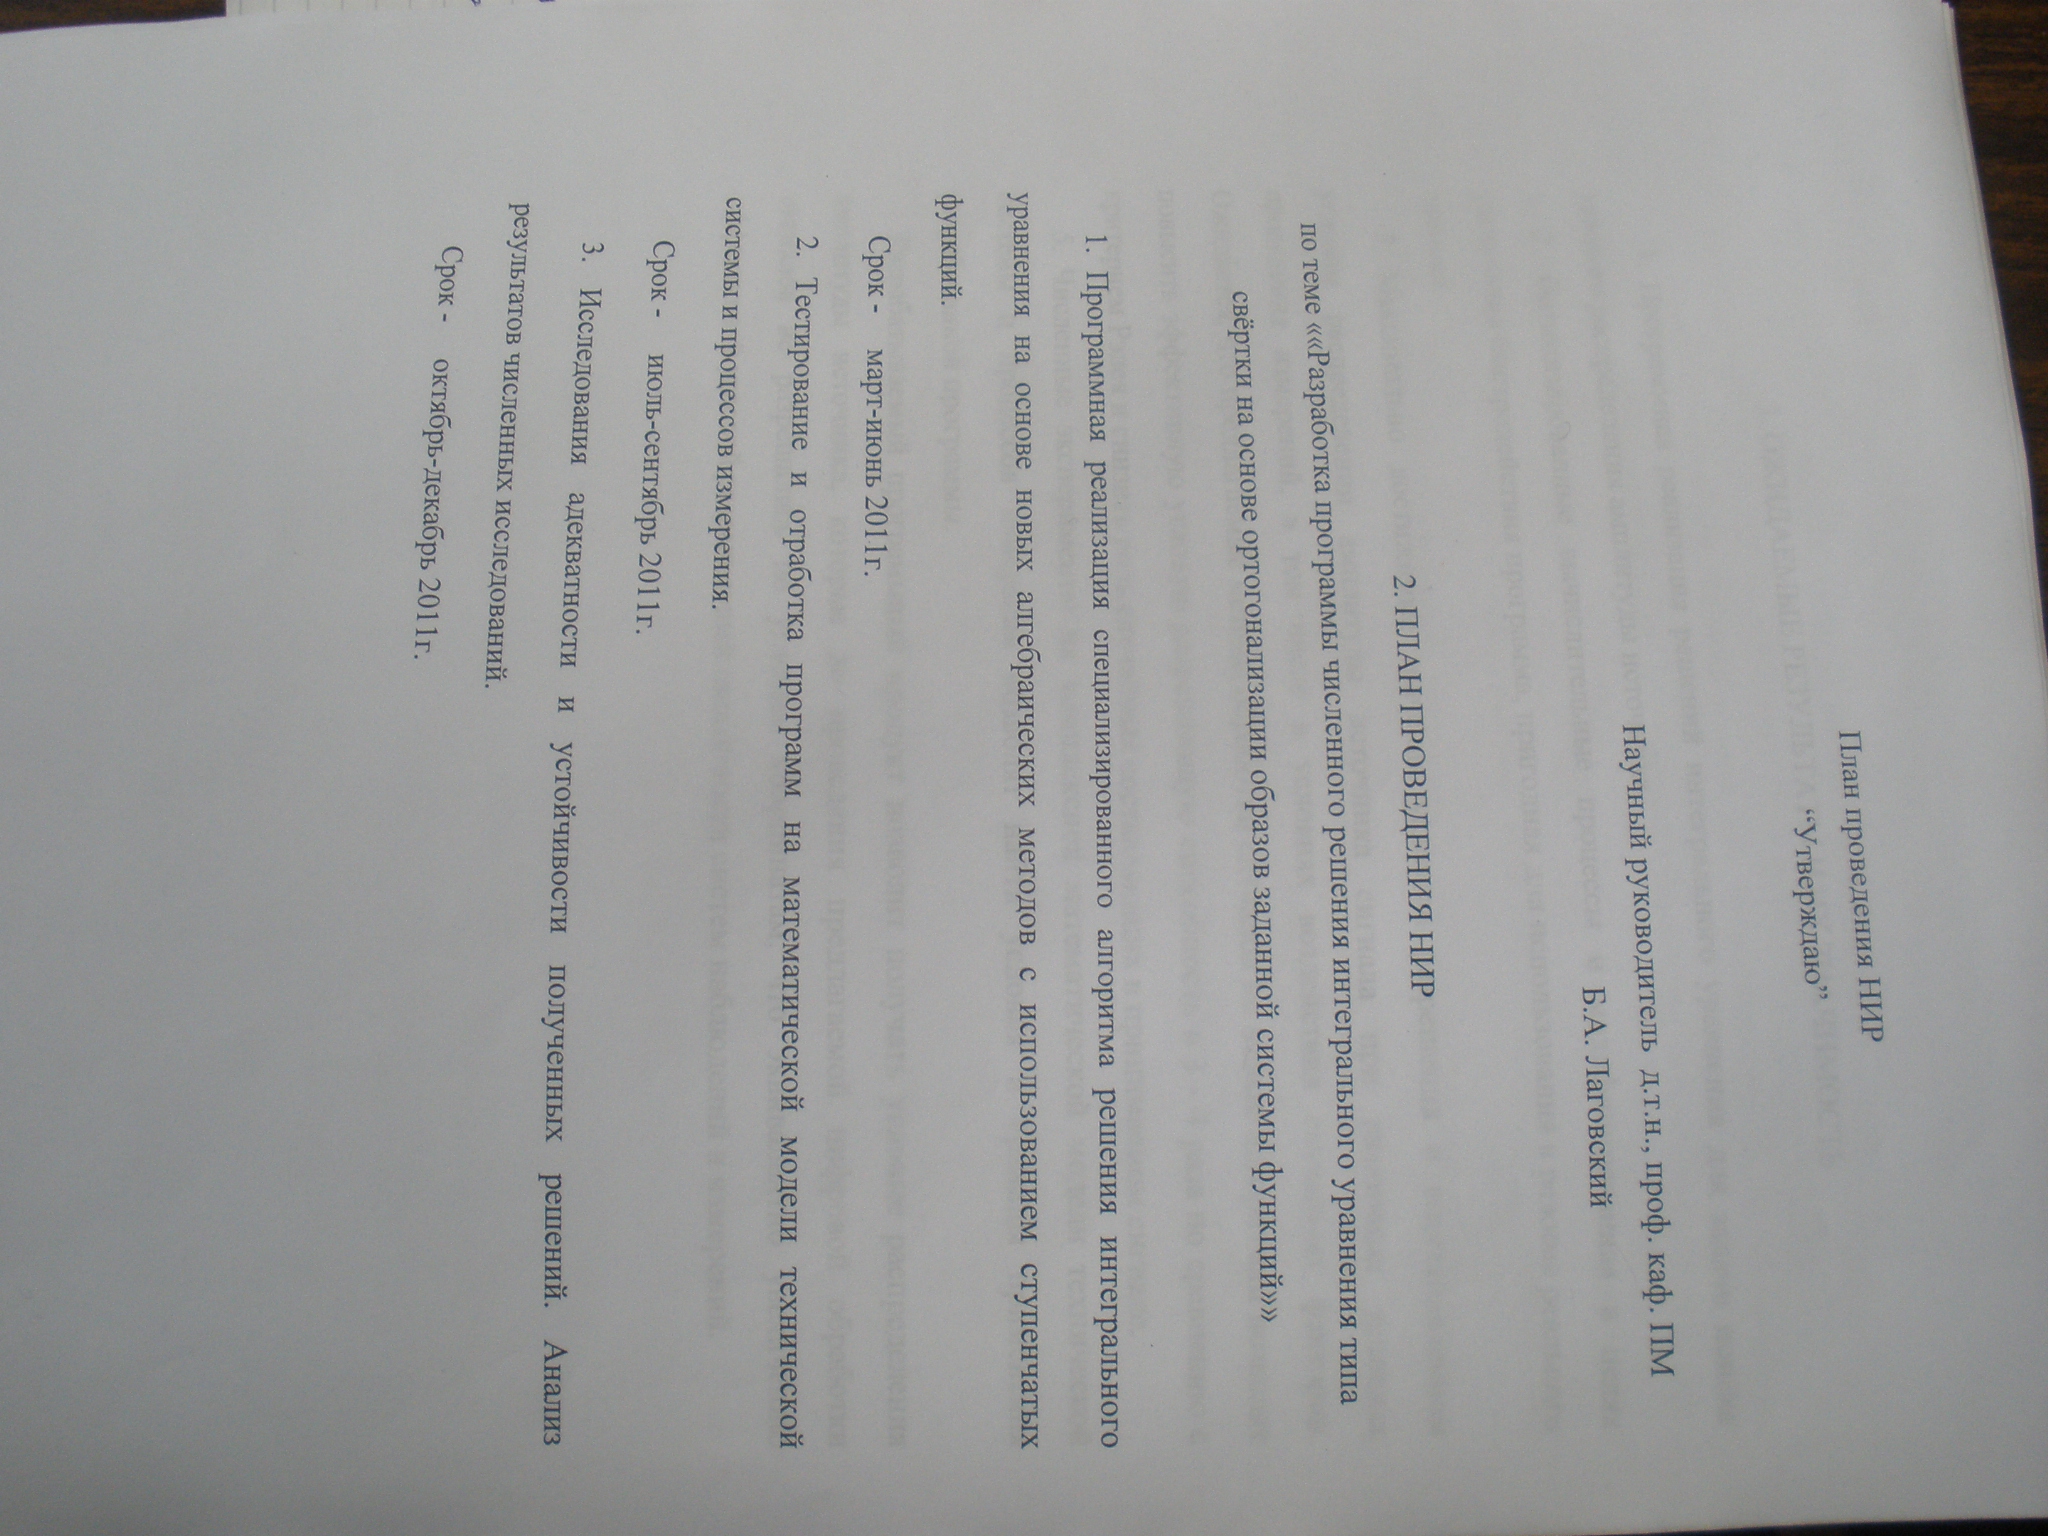 План проведения НИР
“Утверждаю”
Научный руководитель д.т.н., проф. каф. ПМ
Б.А. Лаговский
2. ПЛАН ПРОВЕДЕНИЯ НИР
по теме ««Разработка программы численного решения интегрального уравнения типа
свёртки на основе ортогонализации образов заданной системы функций»»
1. Программная реализация специализированного алгоритма решения интегрального
уравнения на основе новых алгебраических методов с использованием ступенчатых
функций.
Срок - март-июнь 2011г.
2. Тестирование и отработка программ на математической модели технической
системы и процессов измерения.
Срок - июль-сентябрь 2011г.
3. Исследования адекватности и устойчивости полученных решений. Анализ
результатов численных исследований.
Срок - октябрь-декабрь 2011г.